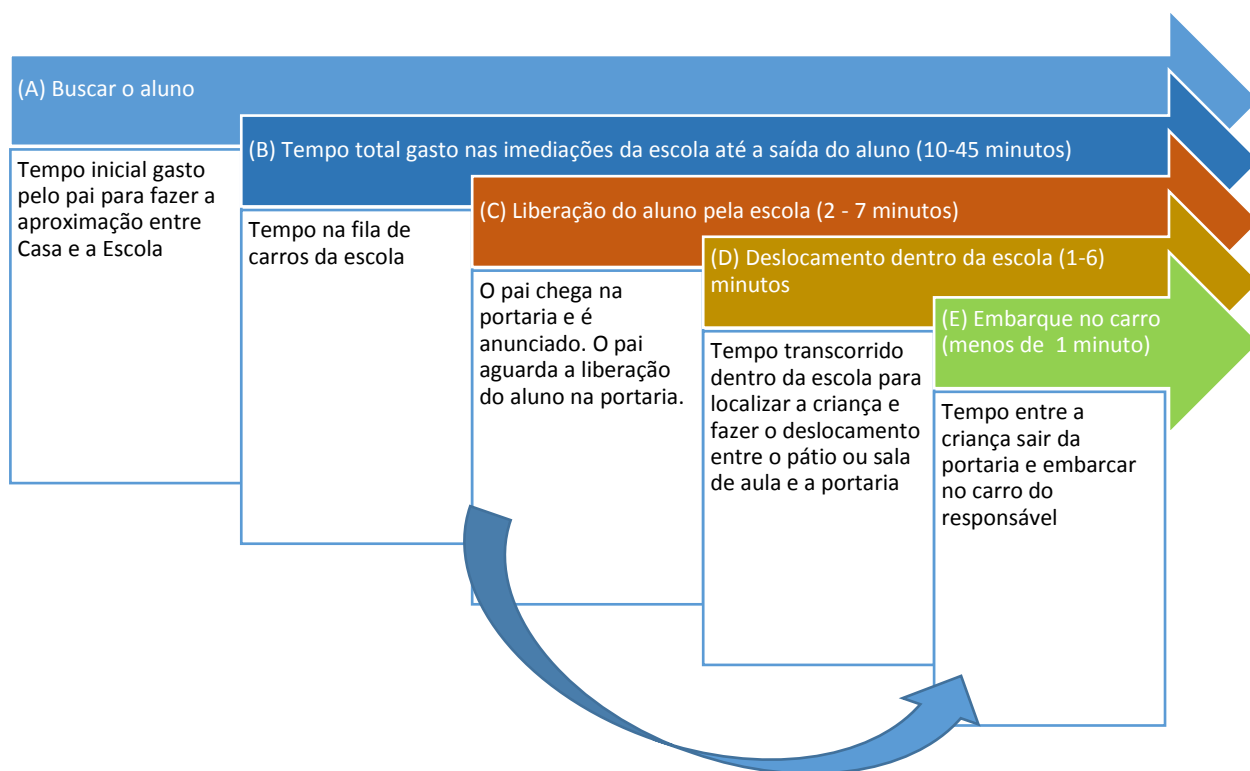 (A) Buscar o aluno
Tempo inicial gasto
pelo pai para fazer a
aproximação entre
Casa e a Escola
(B) Tempo total gasto nas imediações da escola até a saída do aluno (10-45 minutos)
Tempo na fila de
carros da escola
(C) Liberação do aluno pela escola (2 - 7 minutos)
O pai chega na
portaria e é
anunciado. O pai
aguarda a liberação
do aluno na portaria.
(D) Deslocamento dentro da escola (1-6)
minutos
Tempo transcorrido
dentro da escola para
localizar a criança e
fazer o deslocamento
entre o pátio ou sala
de aula e a portaria
(E) Embarque no carro
(menos de  1 minuto)
Tempo entre a
criança sair da
portaria e embarcar
no carro do
responsável